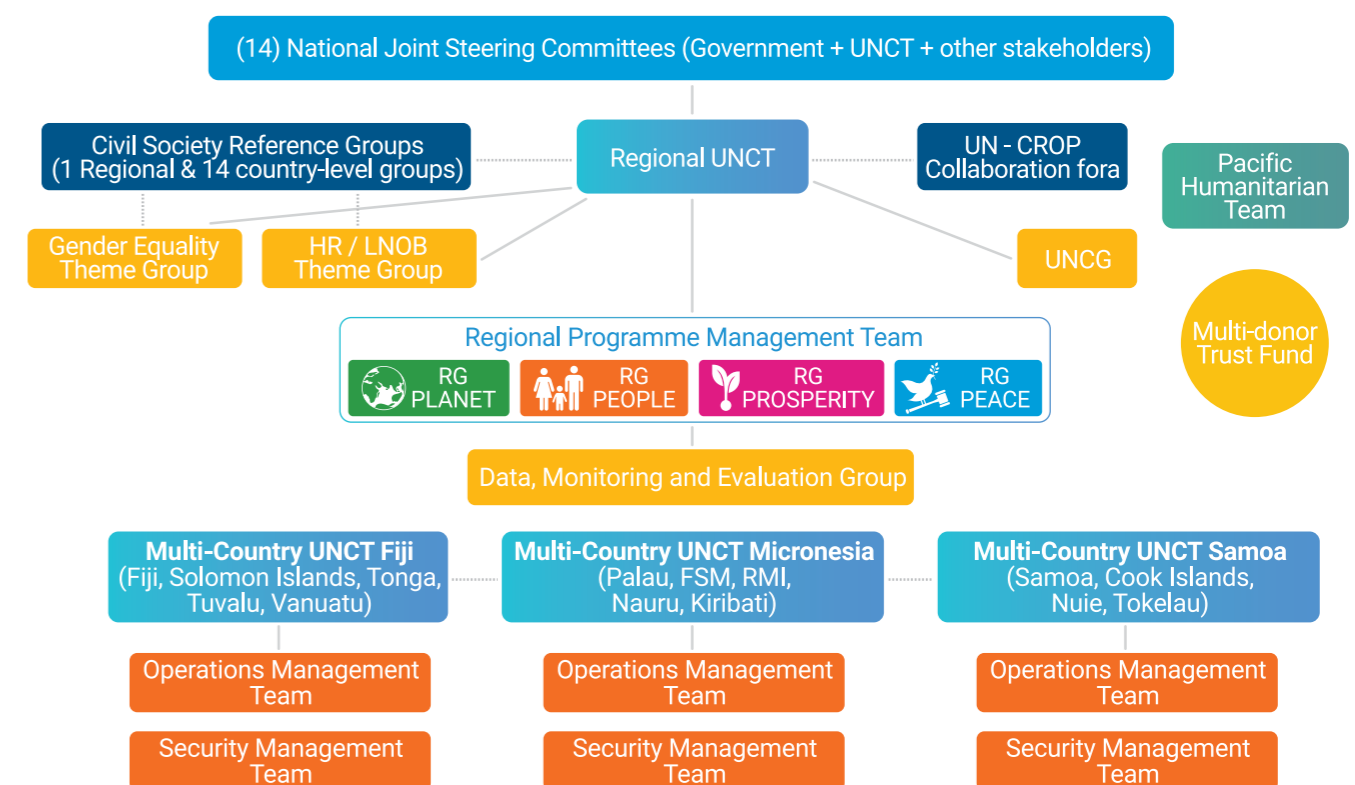 (14) National Joint Steering Committees (Government + UNCT + other stakeholders)
Civil Society Reference Groups
(1 Regional & 14 country-level groups)
Regional UNCT
UN - CROP
Collaboration fora
Pacific
Humanitarian
Team
Gender Equality
Theme Group
HR / LNOB
Theme Group
UNCG
Multi-donor
Trust Fund
Regional Programme Management Team
RG
PLANET
RG
PEOPLE
RG
PROSPERITY
RG
PEACE
Data, Monitoring and Evaluation Group
Multi-Country UNCT Fiji
(Fiji, Solomon Islands, Tonga,
Tuvalu, Vanuatu)
Multi-Country UNCT Micronesia
(Palau, FSM, RMI,
Nauru, Kiribati)
Multi-Country UNCT Samoa
(Samoa, Cook Islands,
Nuie, Tokelau)
Operations Management
Team
Operations Management
Team
Operations Management
Team
Security Management
Team
Security Management
Team
Security Management
Team